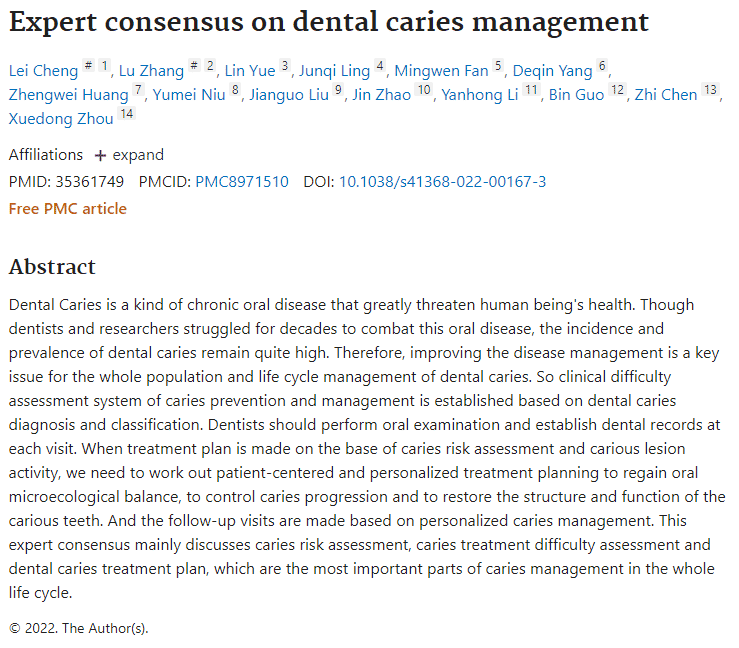 Expert consensus on dental caries management
Lei Cheng # 1, Lu Zhang # 2, Lin Yue 3, Junqi Ling 4, Mingwen Fan 5, Deqin Yang 6,
Zhengwei Huang 7, Yumei Niu 8, Jianguo Liu 9, Jin Zhao 10, Yanhong Li 11, Bin Guo 12, Zhi Chen 13,
Xuedong Zhou 14
Affiliations + expand
PMID: 35361749 PMCID: PMC8971510 DOI: 10.1038/s41368-022-00167-3
Free PMC article
Abstract
Dental Caries is a kind of chronic oral disease that greatly threaten human being's health. Though
dentists and researchers struggled for decades to combat this oral disease, the incidence and
prevalence of dental caries remain quite high. Therefore, improving the disease management is a key
issue for the whole population and life cycle management of dental caries. So clinical difficulty
assessment system of caries prevention and management is established based on dental caries
diagnosis and classification. Dentists should perform oral examination and establish dental records at
each visit. When treatment plan is made on the base of caries risk assessment and carious lesion
activity, we need to work out patient-centered and personalized treatment planning to regain oral
microecological balance, to control caries progression and to restore the structure and function of the
carious teeth. And the follow-up visits are made based on personalized caries management. This
expert consensus mainly discusses caries risk assessment, caries treatment difficulty assessment and
dental caries treatment plan, which are the most important parts of caries management in the whole
life cycle.
© 2022. The Author(s).